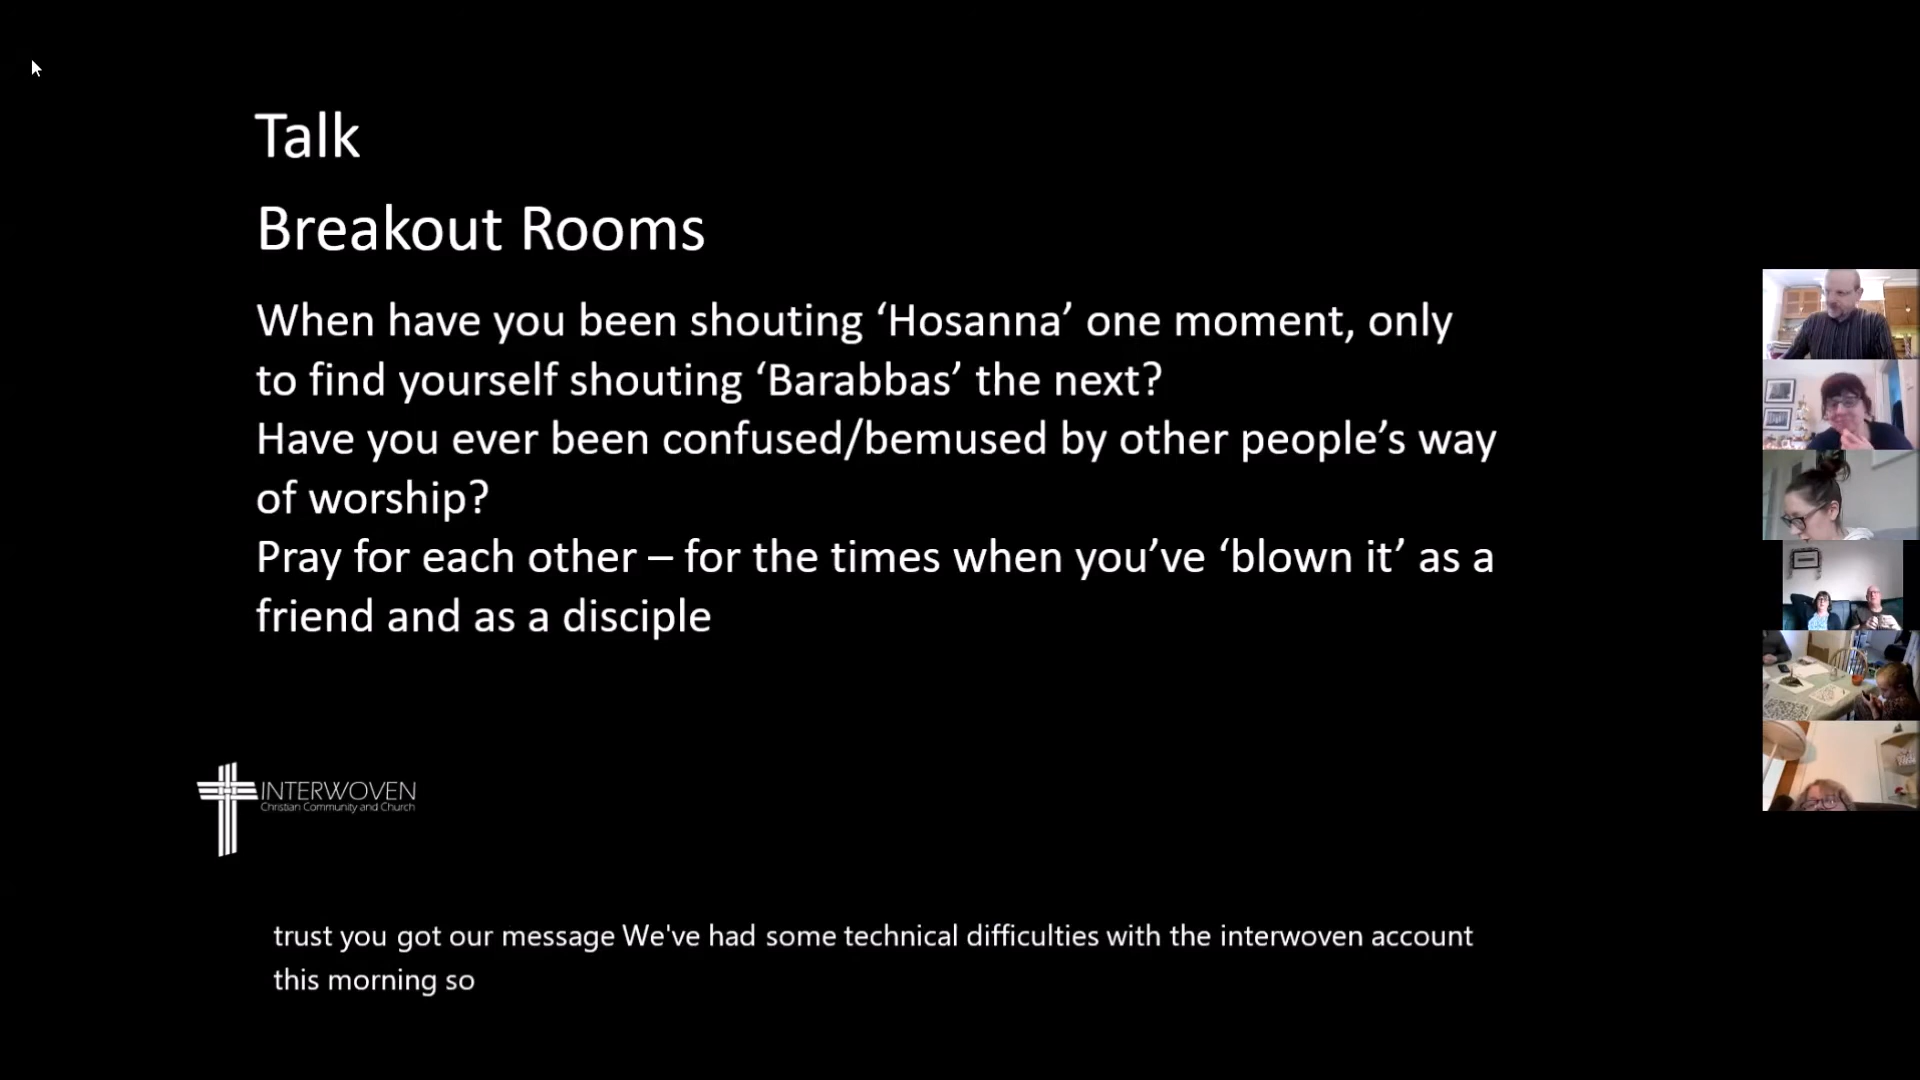 Talk
Breakout Rooms
When have you been shouting ‘Hosanna’ one moment, only
to find yourself shouting ‘Barabbas’ the next?
Have you ever been confused/bemused by other people’s way
of worship?
Pray for each other – for the times when you’ve ‘blown it’ as a
friend and as a disciple
INTERWOVEN
Christian Community and Church
trust you got our message We've had some technical difficulties with the interwoven account
this morning so